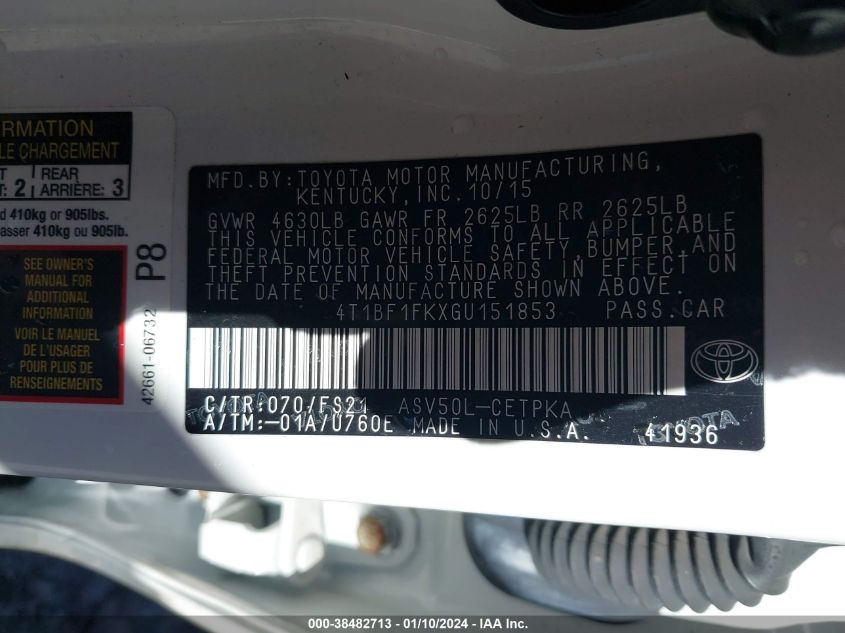 RMATION
LE CHARGEMENT
T : 2 REAR ARRIÈRE: 3
d 410kg or 905lbs.
asser 410kg ou 905lb.
SEE OWNER'S
MANUAL FOR
ADDITIONAL
INFORMATION
VOIR LE MANUEL
DE L'USAGER
POUR PLUS DE
RENSEIGNEMENTS
P8
42661-06732
MFD.BY:TOYOTA MOTOR MANUFACTURING,
KENTUCKY, INC.10/15
GVWR 4630LB GAWR FR 2625LB RR 2625LB
THIS VEHICLE CONFORMS TO ALL APPLICABLE
FEDERAL MOTOR VEHICLE SAFETY, BUMPER, AND
THEFT PREVENTION STANDARDS IN EFFECT ON
THE DATE OF MANUFACTURE SHOWN ABOVE.
4T1BF1FKXGU151853 PASS.CAR
C/TR:070/FS21 ASV50L-CETPKA
A/TM:-01A/U760E MADE IN U.S.A. 41936
TOYOTA
TOYOTA
000-38482713 - 01/10/2024 - IAA Inc.